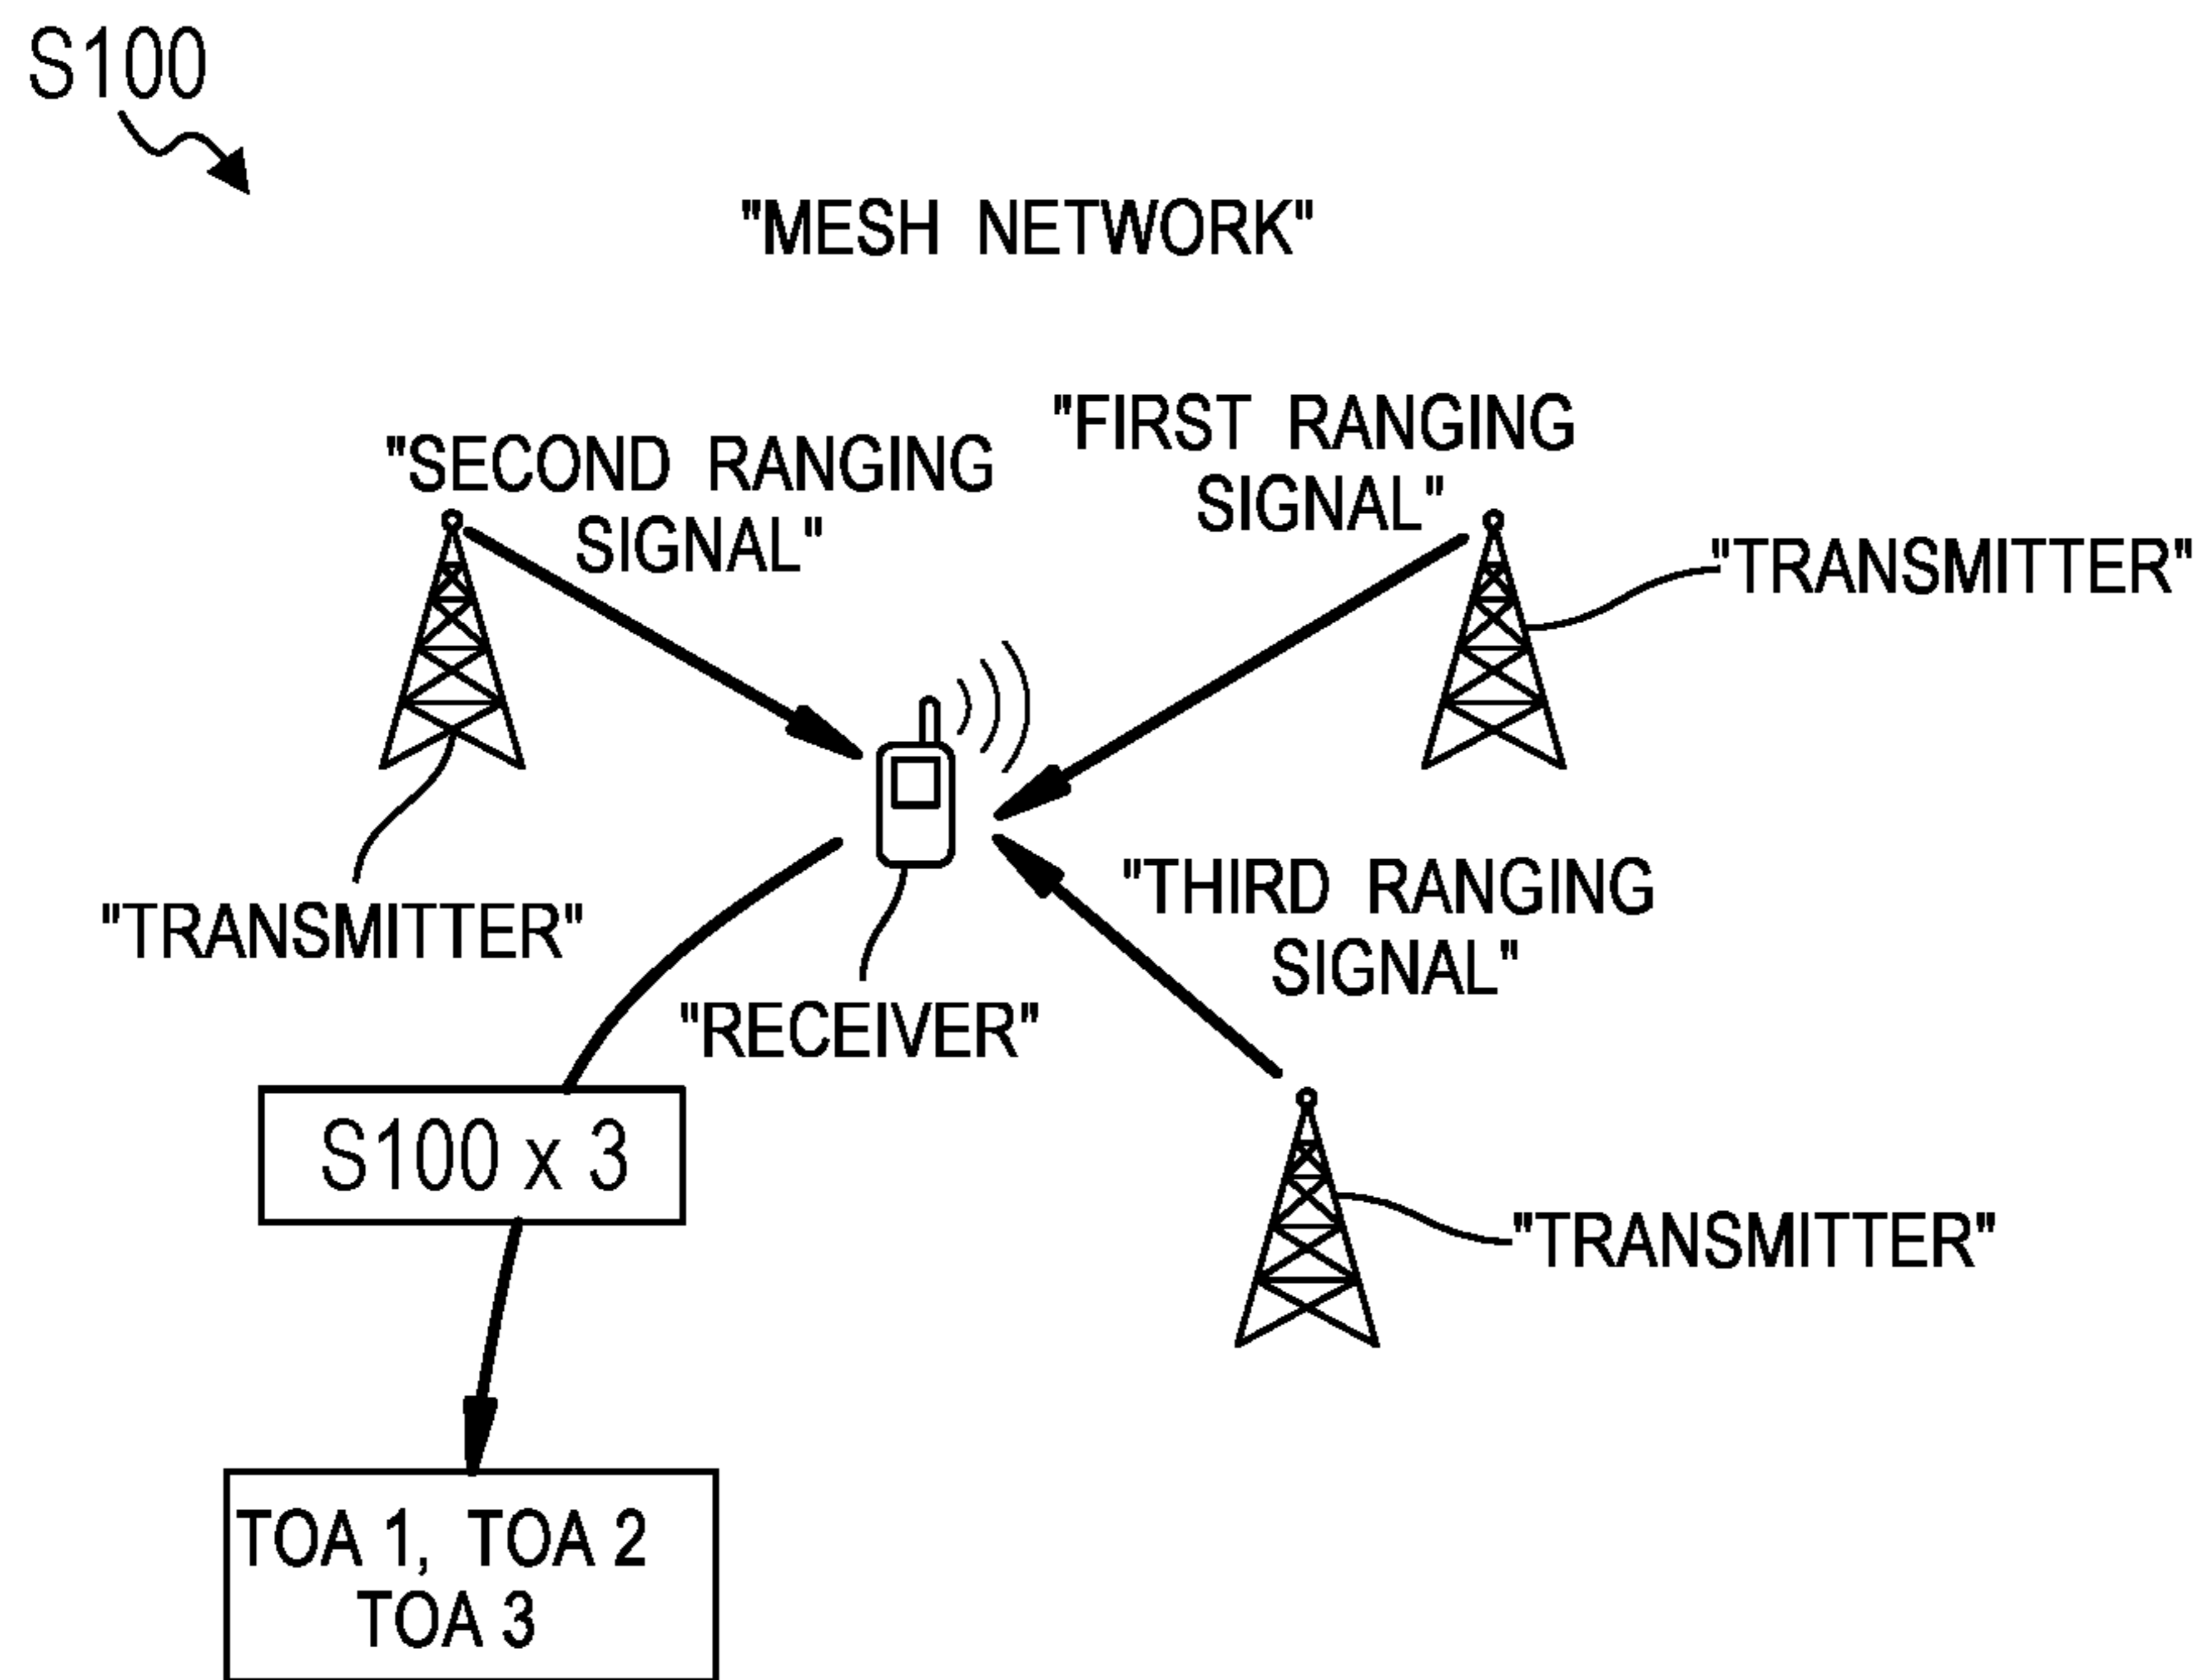 S100
"MESH NETWORK"
"FIRST RANGING
SIGNAL"
"SECOND RANGING
SIGNAL"
"TRANSMITTER"
"THIRD RANGING
SIGNAL"
"TRANSMITTER"
"RECEIVER"
S100 x 3
"TRANSMITTER"
TOA 1, TOA 2
TOA 3